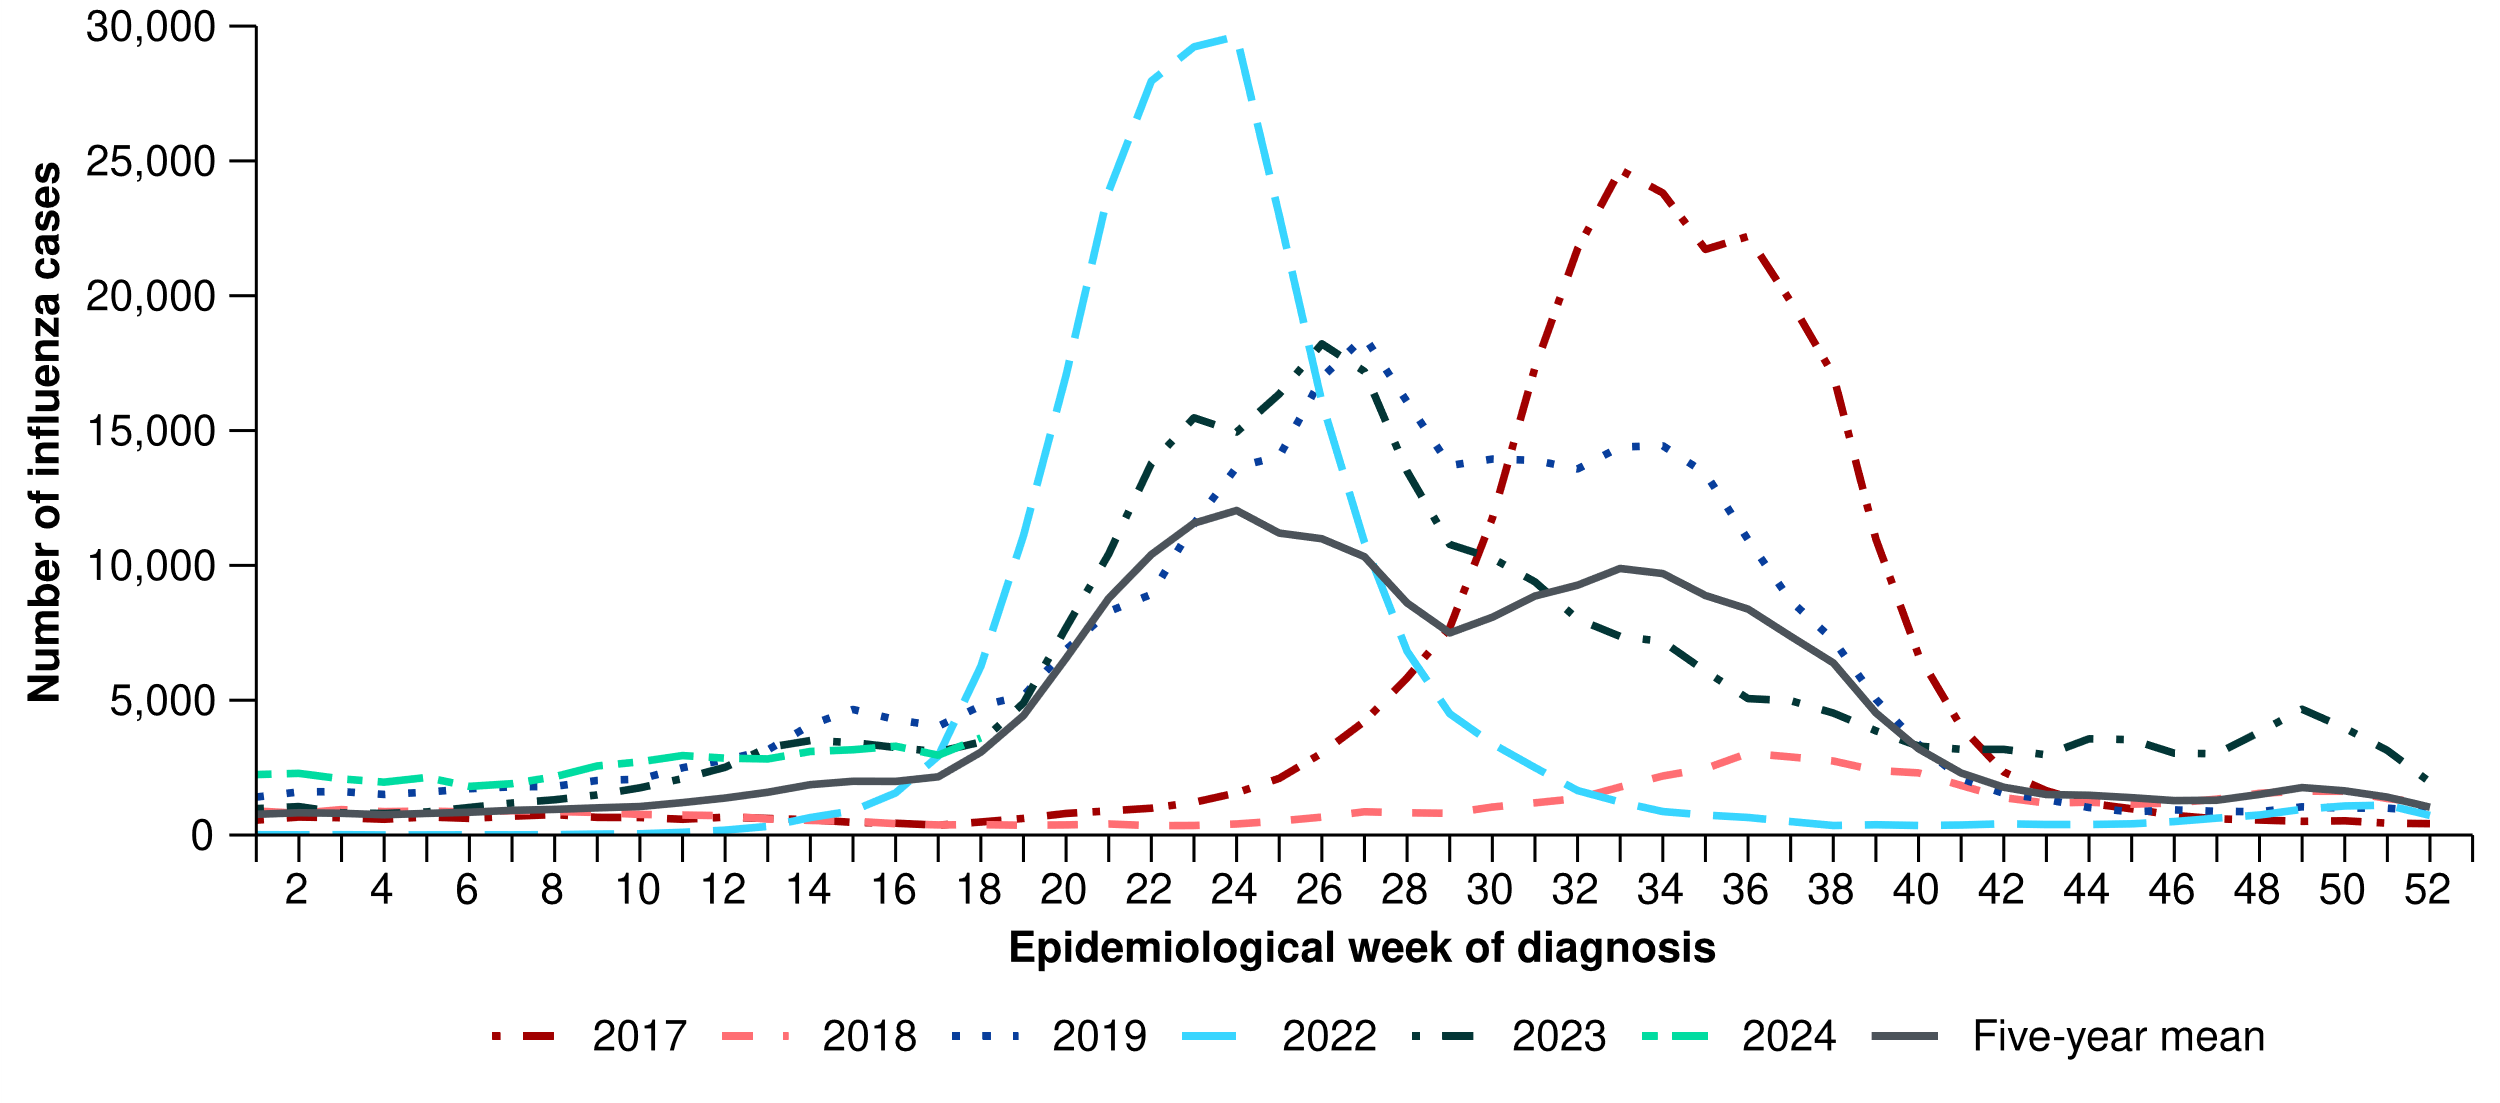 30,000
25,000
20,000
15,000
10,000
5,000
0
Number of influenza cases
2 4 6 8 10 12 14 16 18 20 22 24 26 28 30 32 34 36 38 40 42 44 46 48 50 52
Epidemiological week of diagnosis
2017 2018 2019 2022 2023 2024 Five-year mean